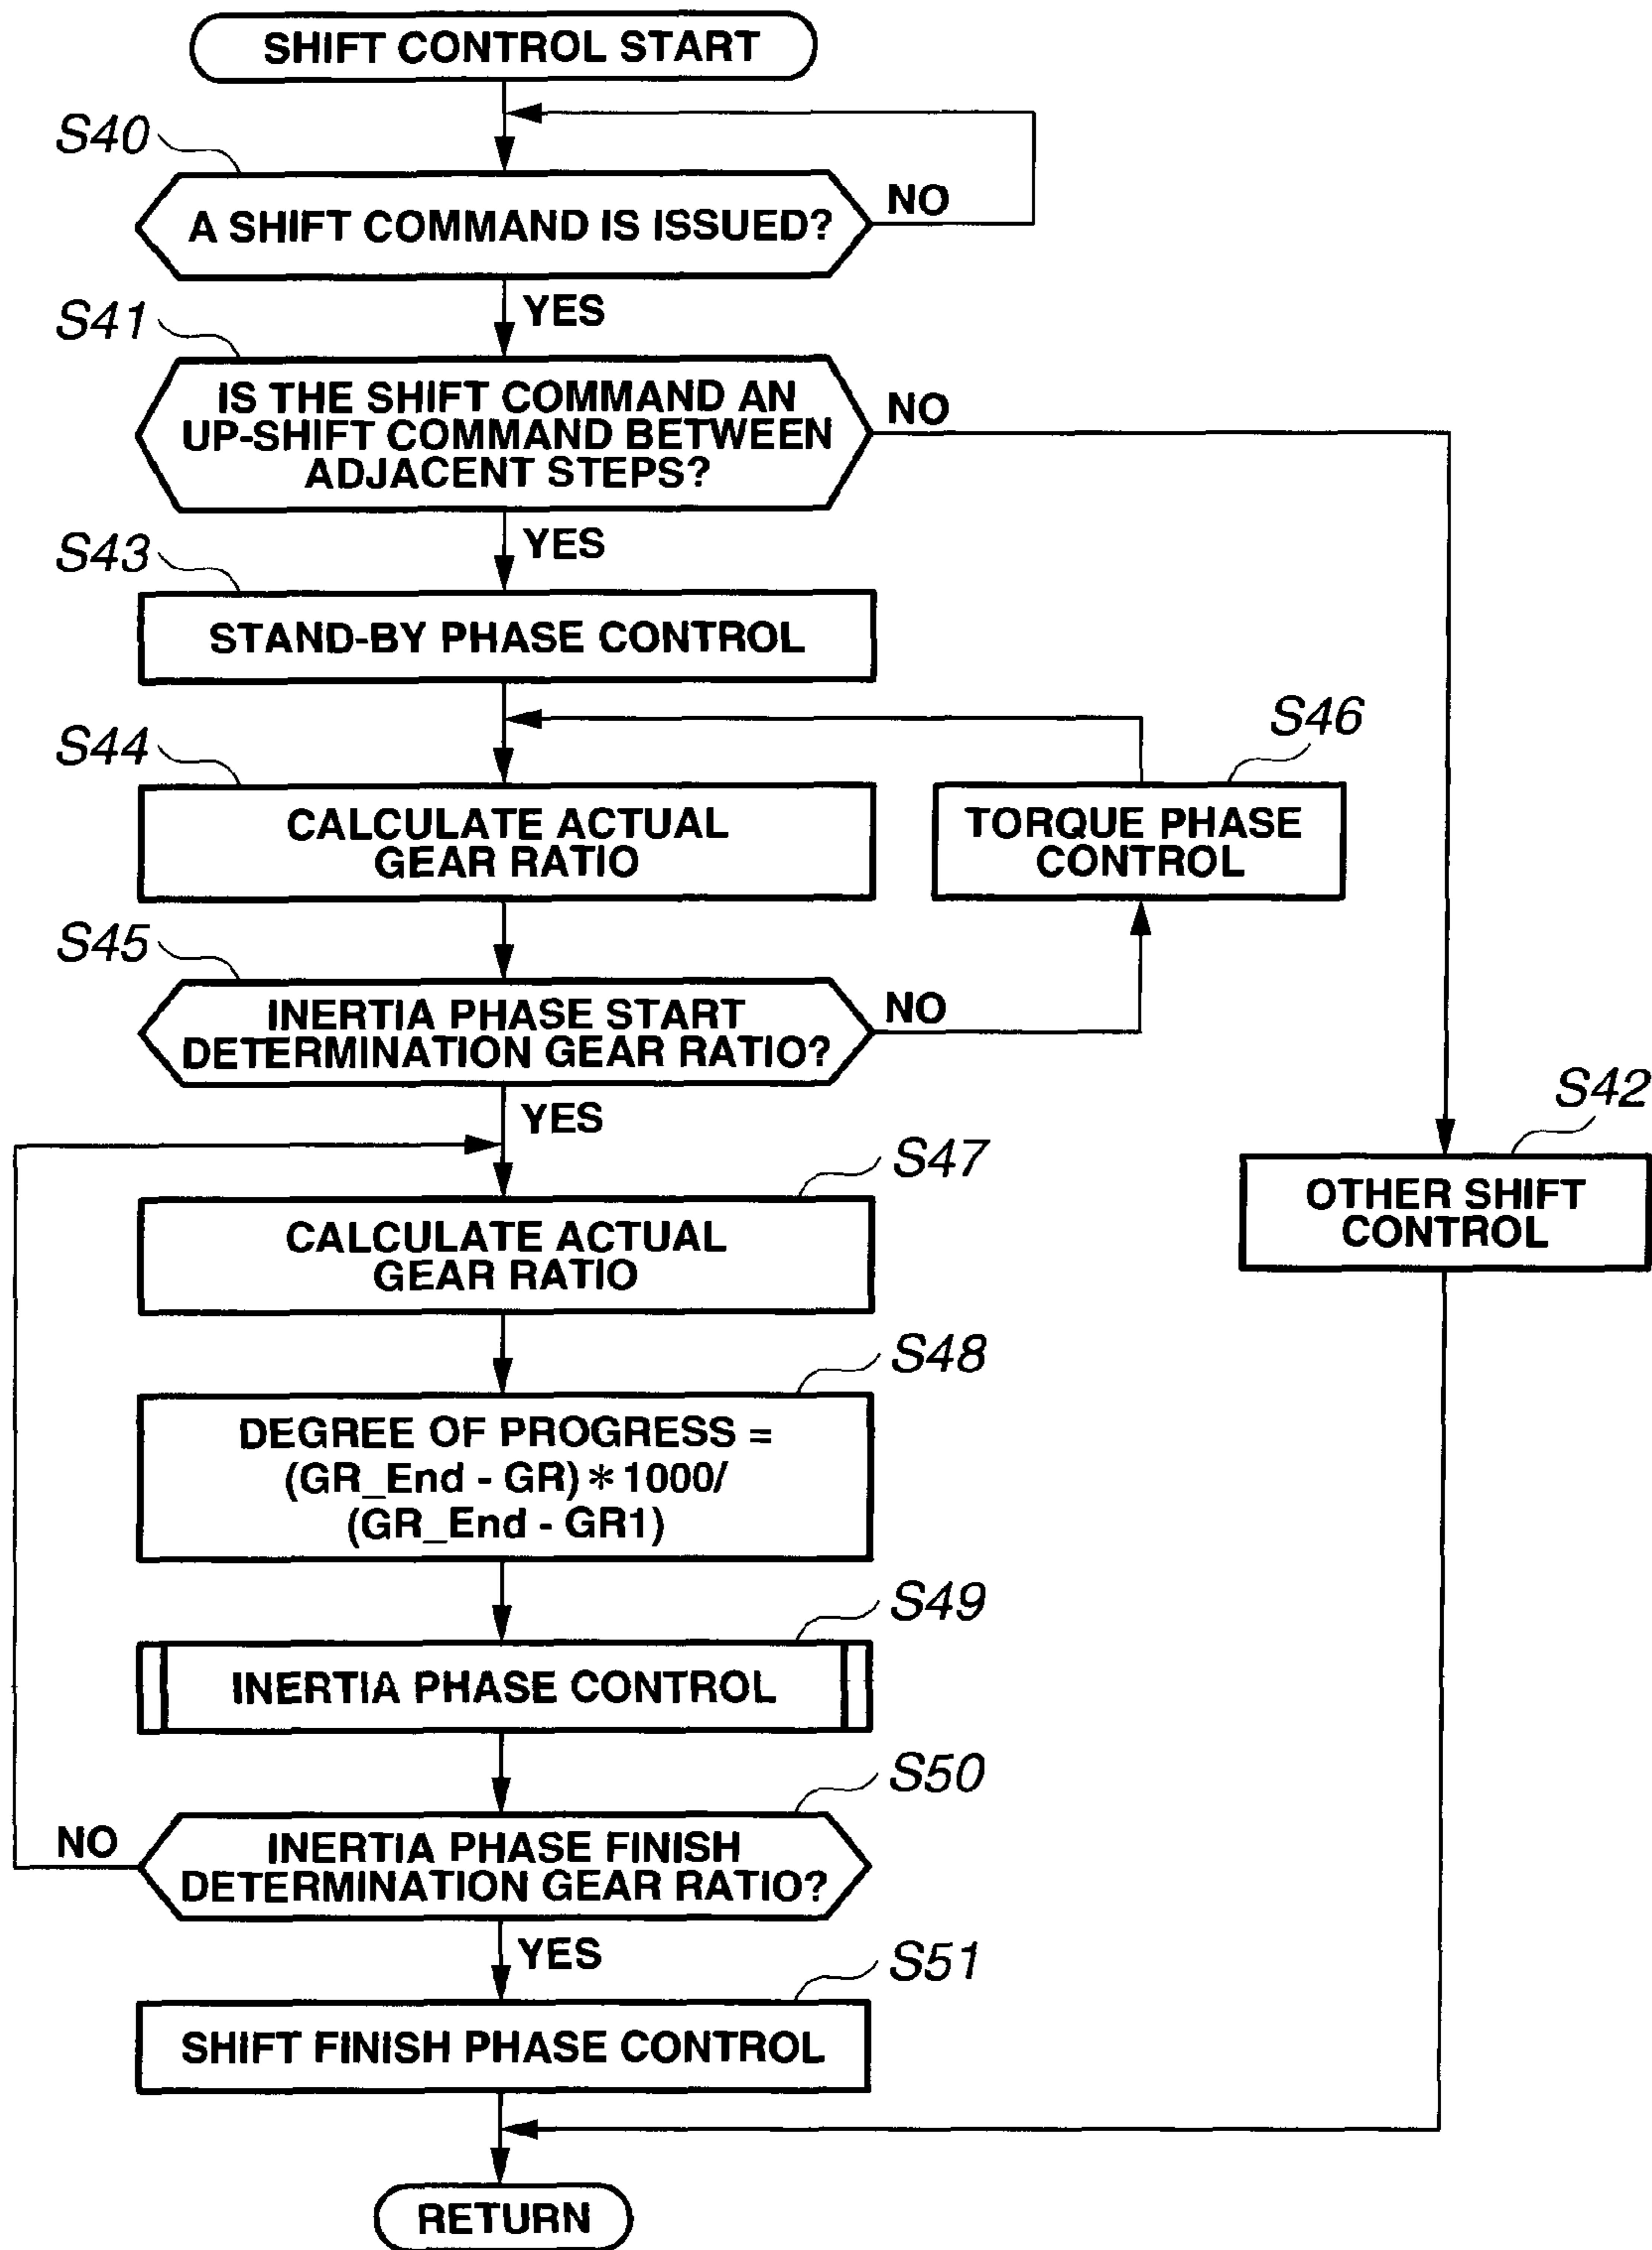 SHIFT CONTROL START
S40
A SHIFT COMMAND IS ISSUED?
NO
YES
S41
IS THE SHIFT COMMAND AN
UP-SHIFT COMMAND BETWEEN
ADJACENT STEPS?
NO
YES
S43
STAND-BY PHASE CONTROL
S44
CALCULATE ACTUAL
GEAR RATIO
S46
TORQUE PHASE
CONTROL
S45
INERTIA PHASE START
DETERMINATION GEAR RATIO?
NO
YES
S42
OTHER SHIFT
CONTROL
S47
CALCULATE ACTUAL
GEAR RATIO
S48
DEGREE OF PROGRESS =
(GR_End - GR) * 1000/
(GR_End - GR1)
S49
INERTIA PHASE CONTROL
S50
INERTIA PHASE FINISH
DETERMINATION GEAR RATIO?
NO
YES
S51
SHIFT FINISH PHASE CONTROL
RETURN